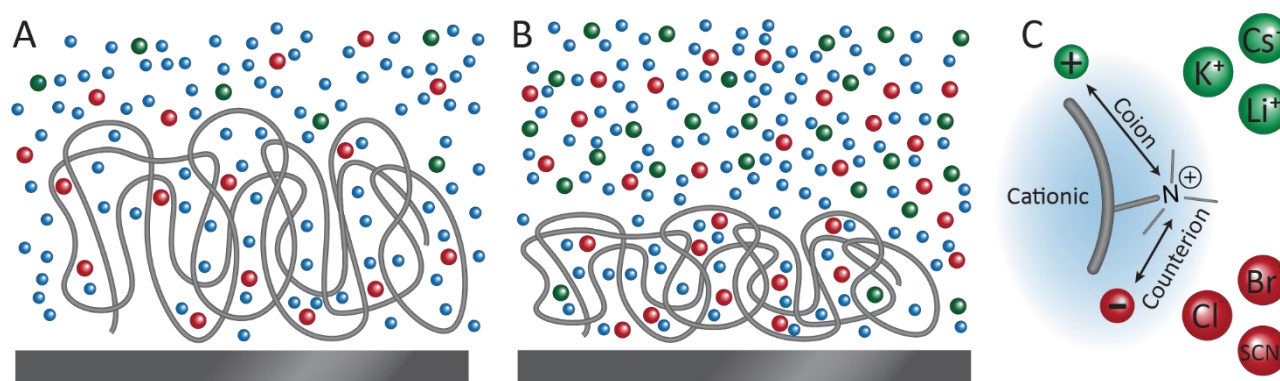 A
B
C
+
Coion
Cationic
N
+
−
Counterion
K+
Cs+
Li+
Br
Cl
SCN